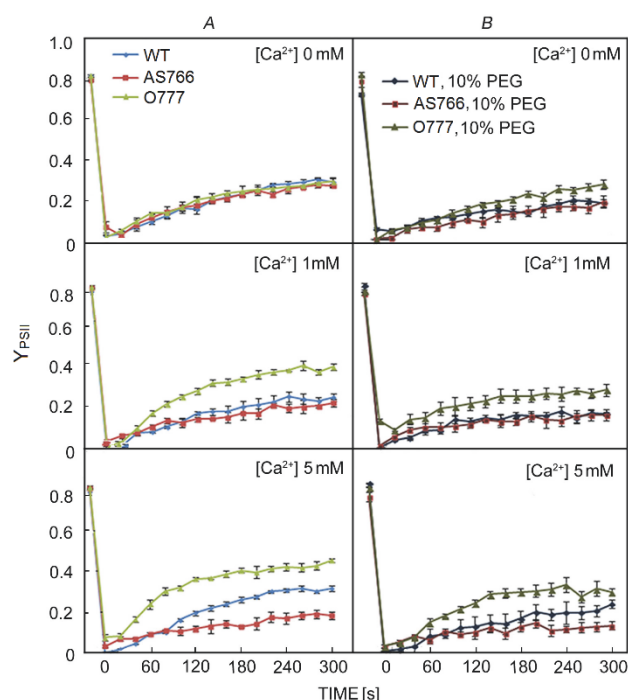 A
B
1.0
0.8
0.6
0.4
0.2
0
WT
AS766
O777
[Ca²⁺] 0 mM
WT, 10% PEG
AS766,10% PEG
O777,10% PEG
[Ca²⁺] 0 mM
YPSII
0.8
0.4
0.2
0
[Ca²⁺] 1mM
[Ca²⁺] 1 mM
0.8
0.6
0.4
0.2
0
[Ca²⁺] 5 mM
[Ca²⁺] 5 mM
0 60 120 180 240 300
0 60 120 180 240 300
TIME [s]
TIME [s]